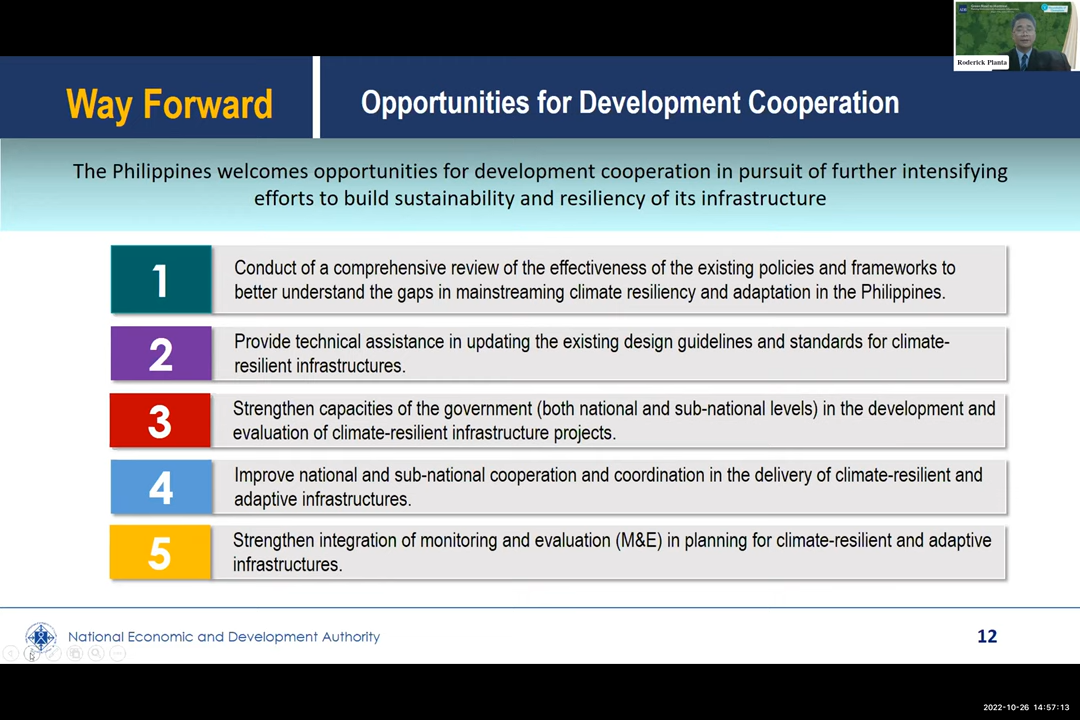 Roderick Planta
Way Forward
Opportunities for Development Cooperation
The Philippines welcomes opportunities for development cooperation in pursuit of further intensifying
efforts to build sustainability and resiliency of its infrastructure
1
Conduct of a comprehensive review of the effectiveness of the existing policies and frameworks to
better understand the gaps in mainstreaming climate resiliency and adaptation in the Philippines.
2
Provide technical assistance in updating the existing design guidelines and standards for climate-
resilient infrastructures.
3
Strengthen capacities of the government (both national and sub-national levels) in the development and
evaluation of climate-resilient infrastructure projects.
4
Improve national and sub-national cooperation and coordination in the delivery of climate-resilient and
adaptive infrastructures.
5
Strengthen integration of monitoring and evaluation (M&E) in planning for climate-resilient and adaptive
infrastructures.
National Economic and Development Authority
12
2022-10-26 14:57:13